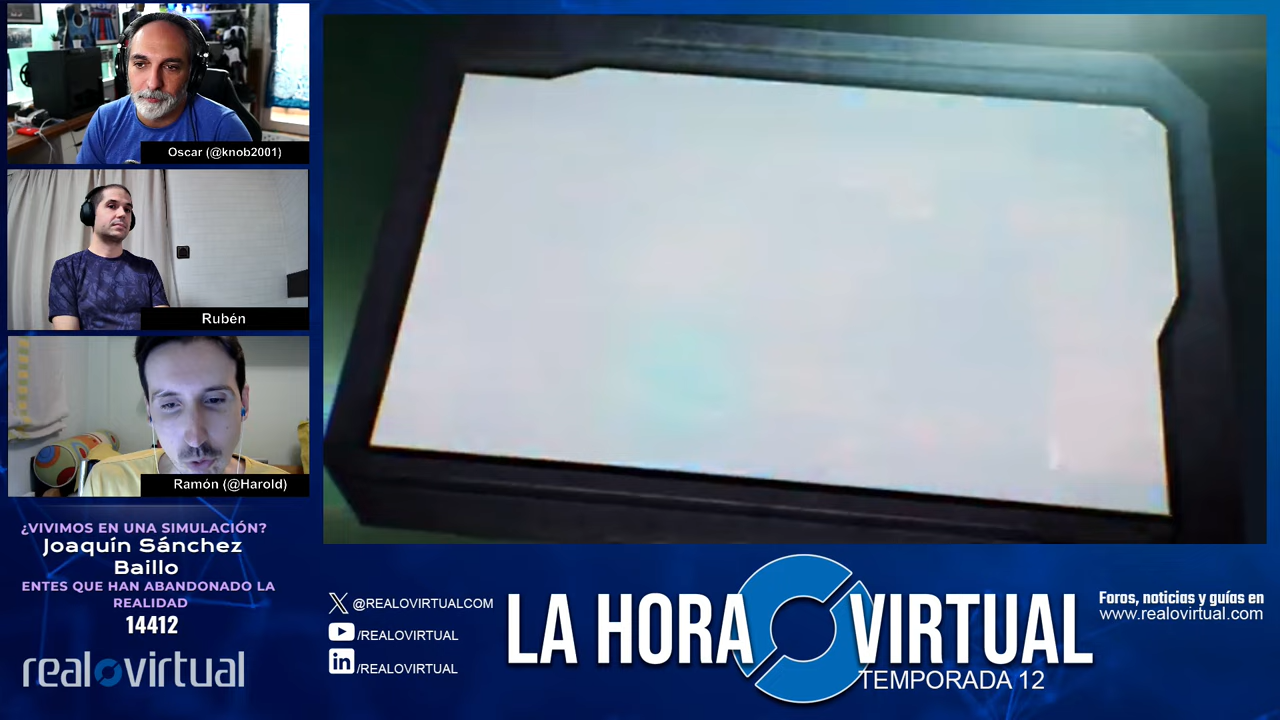 Oscar (@knob2001)
Rubén
Ramón (@Harold)
¿VIVIMOS EN UNA SIMULACIÓN?
Joaquín Sánchez
Baillo
ENTES QUE HAN ABANDONADO LA
REALIDAD
14412
realovirtual
@REALOVIRTUALCOM
/REALOVIRTUAL
in /REALOVIRTUAL
LA HORA VIRTUAL
TEMPORADA 12
Foros, noticias y guías en
www.realovirtual.com